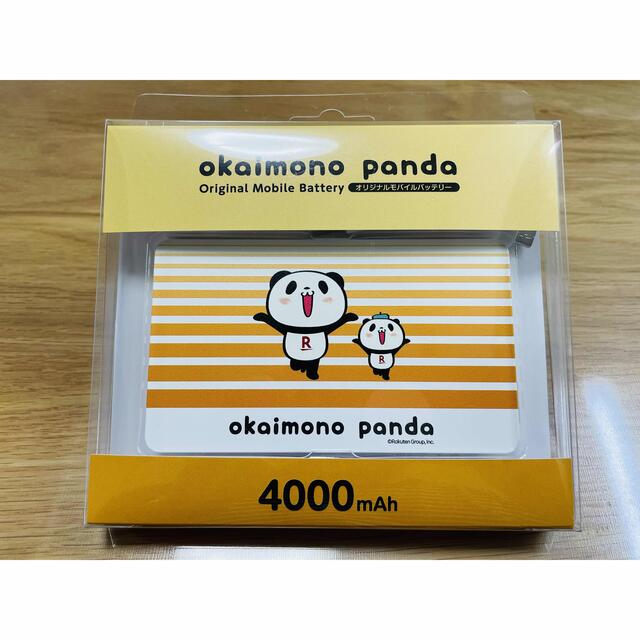 okaimono panda
Original Mobile Battery オリジナルモバイルバッテリー
R
R
okaimono panda
©Rakuten Group, Inc.
4000mAh